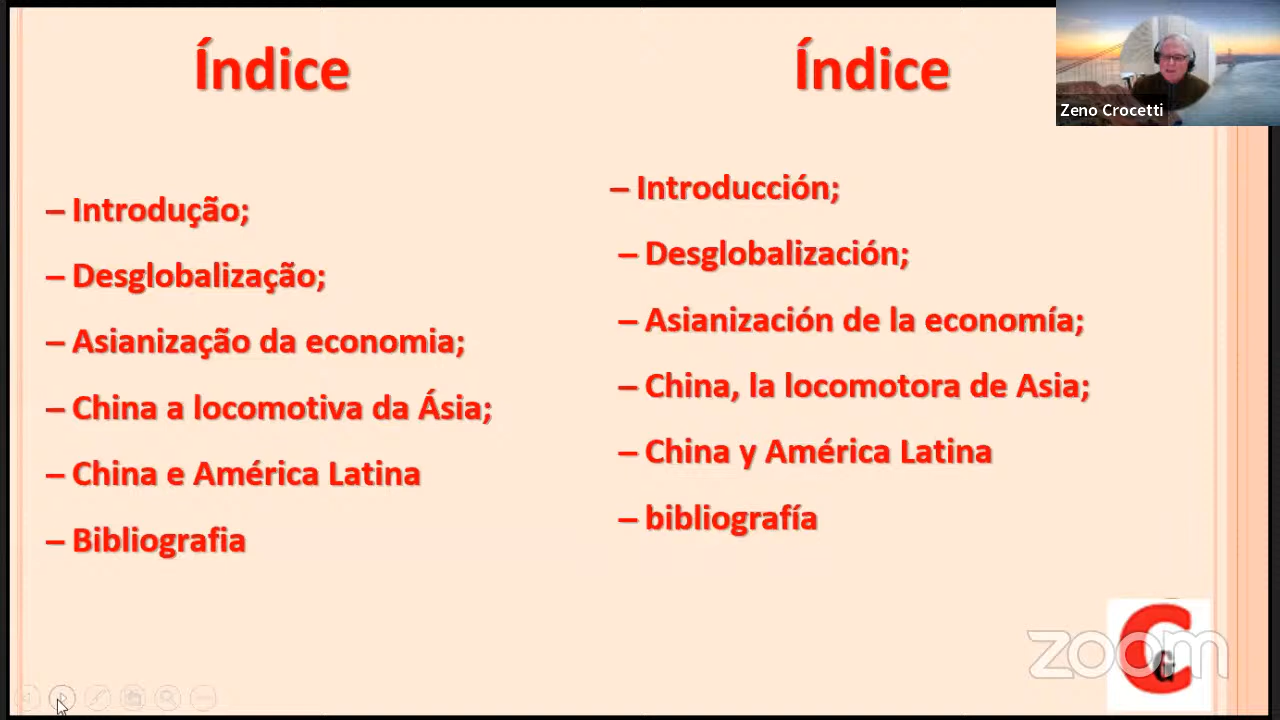 Índice
– Introdução;
– Desglobalização;
– Asianização da economia;
– China a locomotiva da Ásia;
– China e América Latina
– Bibliografia
Índice
– Introducción;
– Desglobalización;
– Asianización de la economía;
– China, la locomotora de Asia;
– China y América Latina
– bibliografía
Zeno Crocetti
zoom